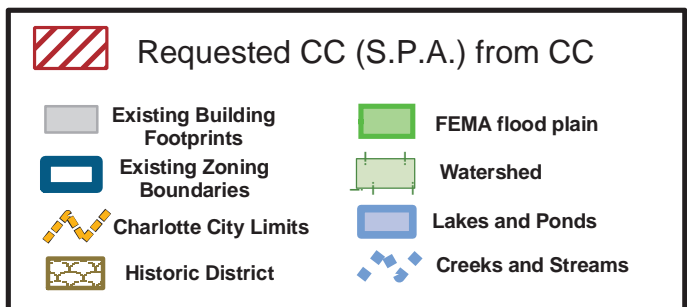 Requested CC (S.P.A.) from CC
Existing Building
Footprints
Existing Zoning
Boundaries
Charlotte City Limits
Historic District
FEMA flood plain
Watershed
Lakes and Ponds
Creeks and Streams